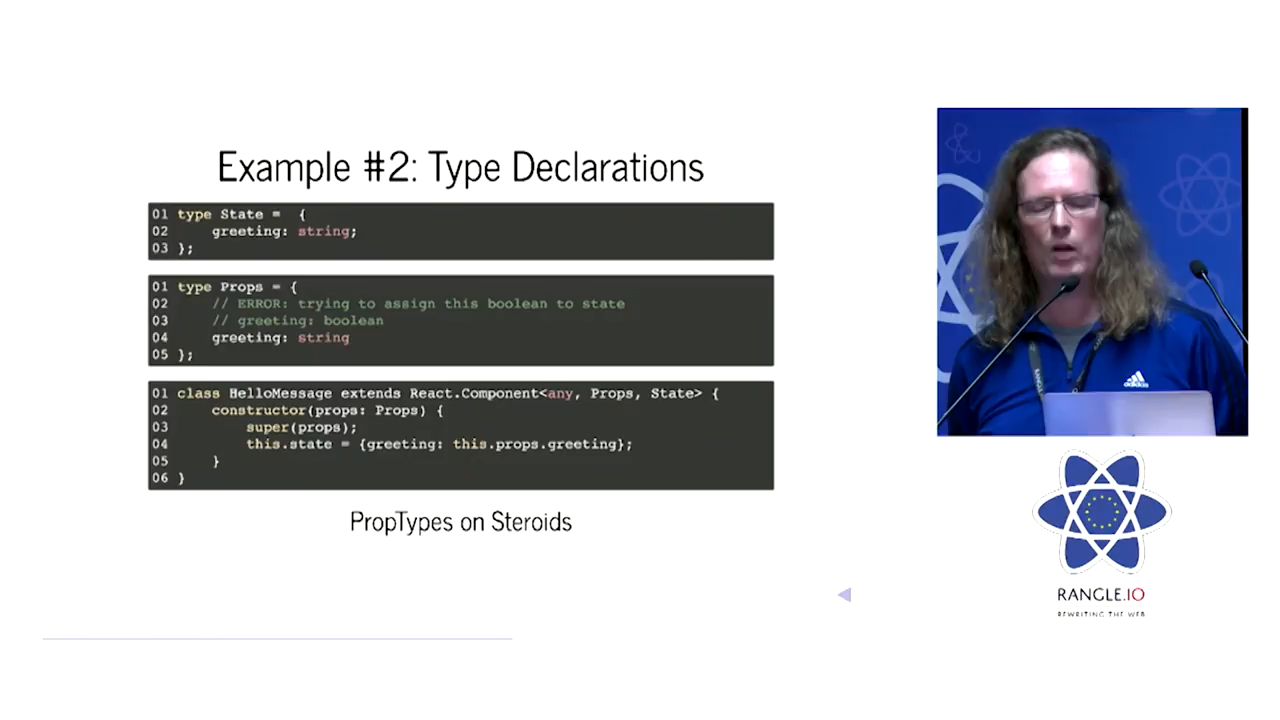 Example #2: Type Declarations
01 type State =  {
02     greeting: string;
03 };
01 type Props = {
02     // ERROR: trying to assign this boolean to state
03     // greeting: boolean
04     greeting: string
05 };
01 class HelloMessage extends React.Component<any, Props, State> {
02     constructor(props: Props) {
03         super(props);
04         this.state = {greeting: this.props.greeting};
05     }
06 }
PropTypes on Steroids
adidas
RANGLE.IO
REWRITING THE WEB